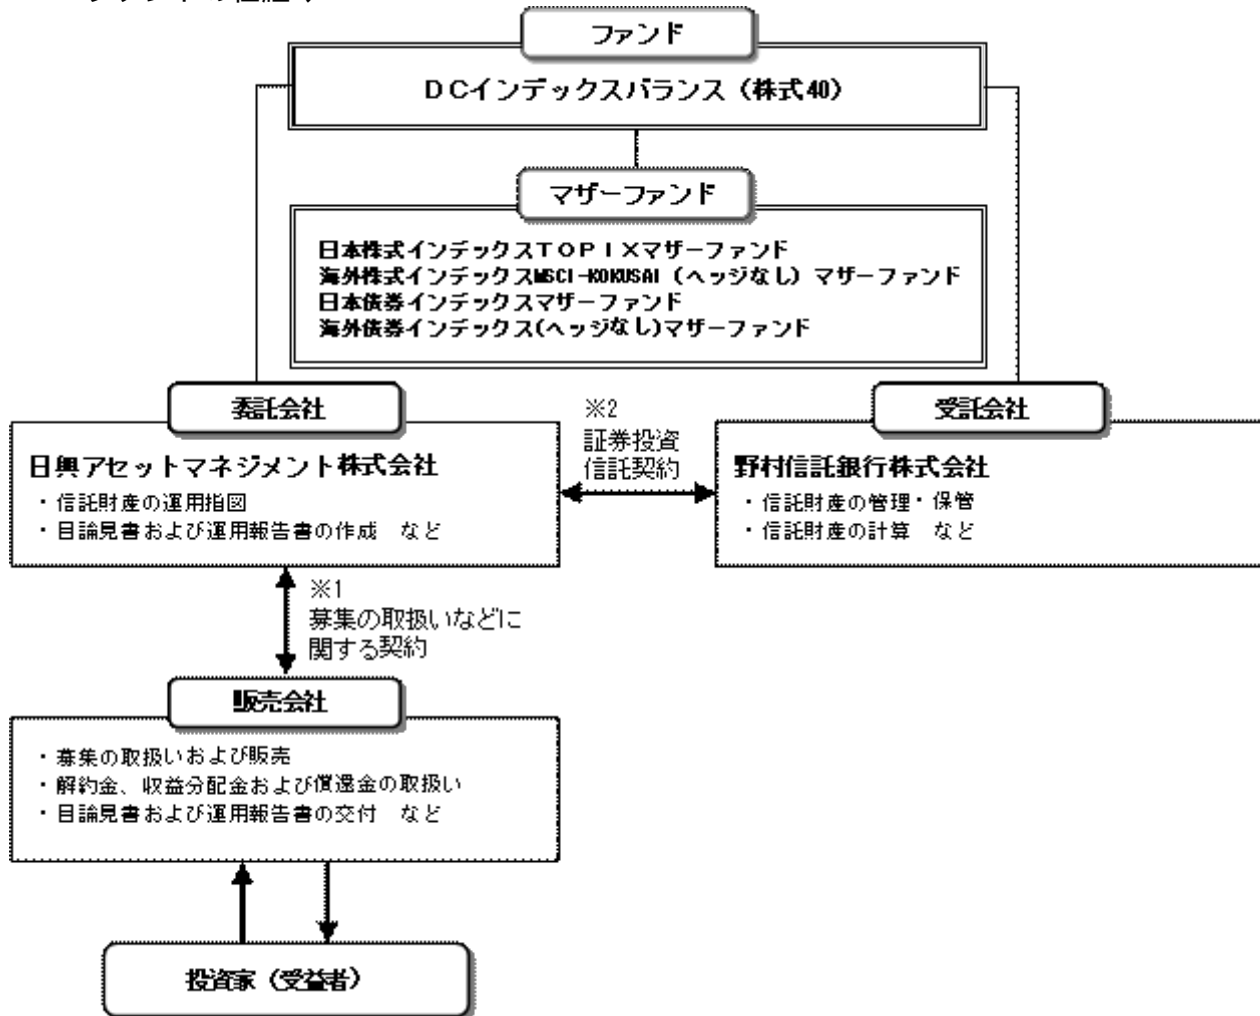 ファンド
DCインデックスバランス(株式40)
マザーファンド
日本株式インデックスTOPIXマザーファンド
海外株式インデックスMSCI-KOKUSAI(ヘッジなし)マザーファンド
日本債券インデックスマザーファンド
海外債券インデックス(ヘッジなし)マザーファンド
委託会社
日興アセットマネジメント株式会社
・信託財産の運用指図
・目論見書および運用報告書の作成 など
※2
証券投資
信託契約
受託会社
野村信託銀行株式会社
・信託財産の管理・保管
・信託財産の計算 など
※1
募集の取扱いなどに
関する契約
販売会社
・募集の取扱いおよび販売
・解約金、収益分配金および償還金の取扱い
・目論見書および運用報告書の交付 など
投資家(受益者)